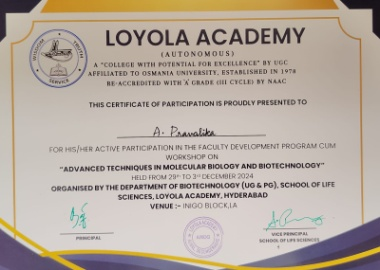 WISDOM TRUTH
SERVICE
LOYOLA ACADEMY
(AUTONOMOUS)
A "COLLEGE WITH POTENTIAL FOR EXCELLENCE" BY UGC
AFFILIATED TO OSMANIA UNIVERSITY, ESTABLISHED IN 1978
RE-ACCREDITED WITH 'A' GRADE (III CYCLE) BY NAAC
THIS CERTIFICATE OF PARTICIPATION IS PROUDLY PRESENTED TO
A. Pravalika
FOR HIS/HER ACTIVE PARTICIPATION IN THE FACULTY DEVELOPMENT PROGRAM CUM
WORKSHOP ON
"ADVANCED TECHNIQUES IN MOLECULAR BIOLOGY AND BIOTECHNOLOGY"
HELD FROM 29TH TO 3RD DECEMBER 2024
ORGANISED BY THE DEPARTMENT OF BIOTECHNOLOGY (UG & PG), SCHOOL OF LIFE
SCIENCES, LOYOLA ACADEMY, HYDERABAD
VENUE :- INIGO BLOCK,LA
PRINCIPAL
VICE PRINCIPAL
SCHOOL OF LIFE SCIENCES